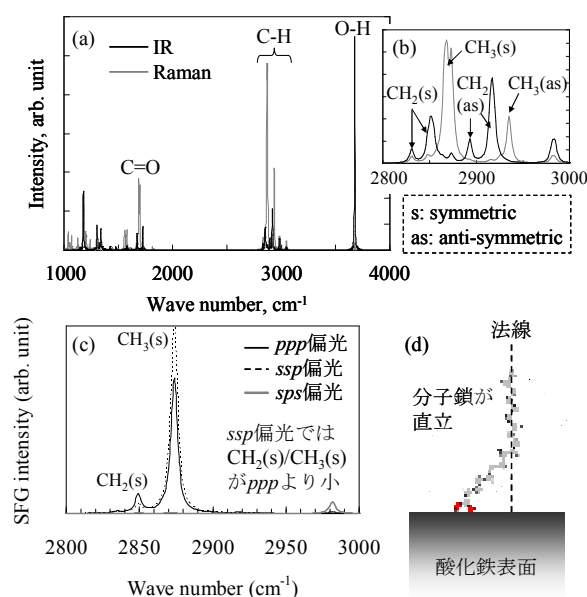 (a)
IR
Raman
C-H
O-H
C=O
Intensity, arb. unit
1000
2000
3000
4000
Wave number, cm-1
(b)
CH3(s)
CH2(s)
CH2
(as)
CH3(as)
2800
2900
3000
s: symmetric
as: anti-symmetric
(c)
CH3(s)
CH2(s)
ppp偏光
ssp偏光
sps偏光
ssp偏光では
CH2(s)/CH3(s)
がpppより小
SFG intensity (arb. unit)
2800
2850
2900
2950
3000
Wave number (cm-1)
(d)
法線
分子鎖が
直立
酸化鉄表面